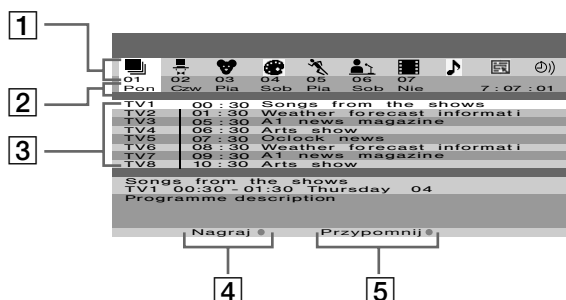 1
01 02 03 04 05 06 07
2
Pon Czw Pia Sob Pia Sob Nie 7 : 07 : 01
TV1 00 : 30 Songs from the shows
TV2 01 : 30 Weather forecast informati
TV3 05 : 30 A1 news magazine
3
TV4 06 : 30 Arts show
TV5 07 : 30 Oclock news
TV6 08 : 30 Weather forecast informati
TV7 09 : 30 A1 news magazine
TV8 10 : 30 Arts show
Songs from the shows
TV1 00:30 - 01:30 Thursday 04
Programme description
Nagraj Przypomnij
4 5